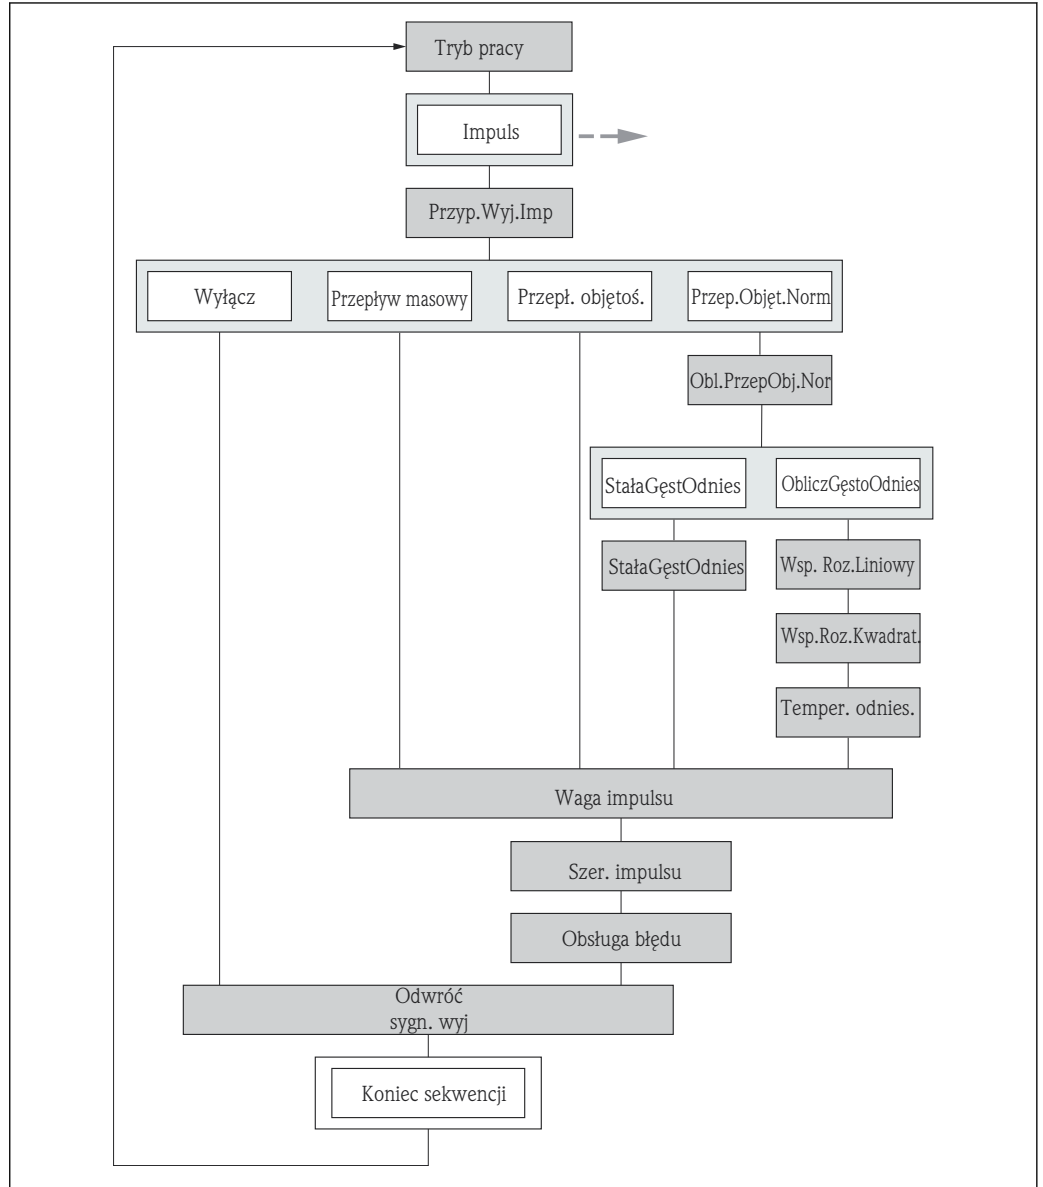 Tryb pracy
Impuls
Przyp.Wyj.Imp
Wyłącz
Przepływ masowy
Przepł. objętoś.
Przep.Objęt.Norm
Obl.PrzepObj.Nor
StałaGęstOdnies
ObliczGęstoOdnies
StałaGęstOdnies
Wsp. Roz.Liniowy
Wsp.Roz.Kwadrat.
Temper. odnies.
Waga impulsu
Szer. impulsu
Obsługa błędu
Odwróć
sygn. wyj
Koniec sekwencji